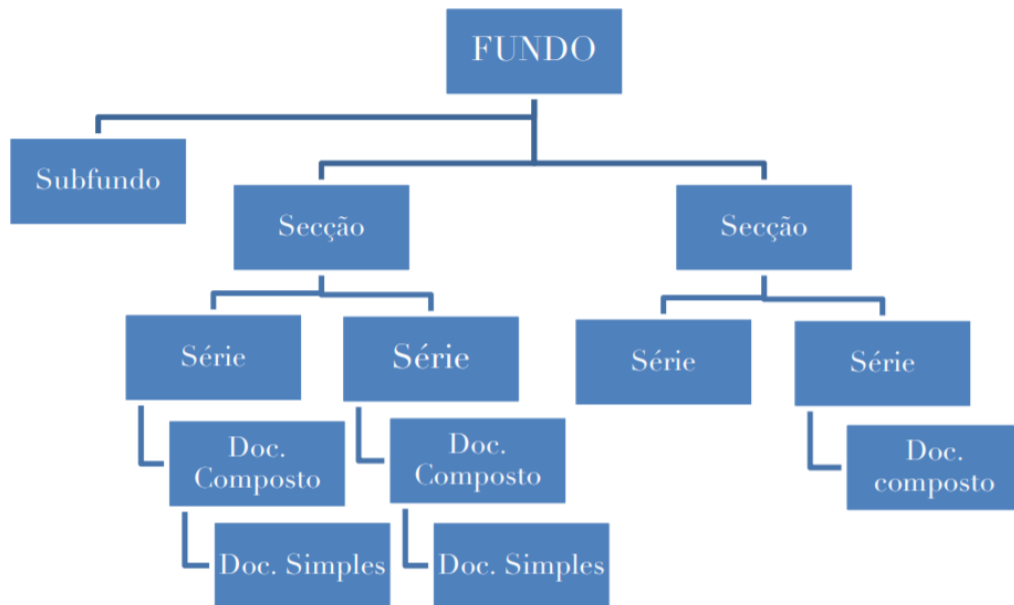 FUNDO
Subfundo
Secção
Secção
Série
Série
Série
Série
Doc.
Composto
Doc.
Composto
Doc.
composto
Doc. Simples
Doc. Simples